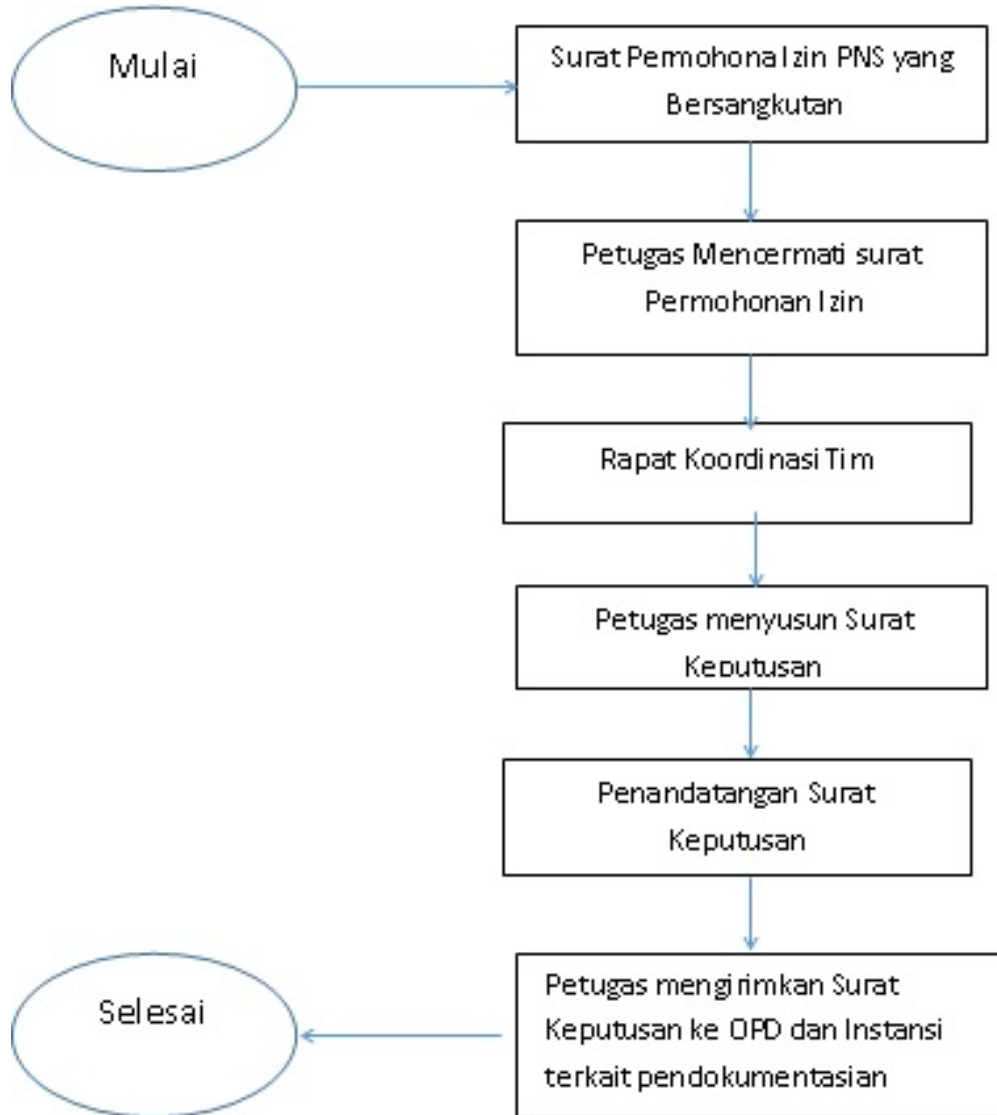 Mulai
Surat Permohona Izin PNS yang
Bersangkutan
Petugas Mencermati surat
Permohonan Izin
Rapat Koordinasi Tim
Petugas menyusun Surat
Keputusan
Penandatangan Surat
Keputusan
Petugas mengirimkan Surat
Keputusan ke OPD dan Instansi
terkait pendokumentasian
Selesai